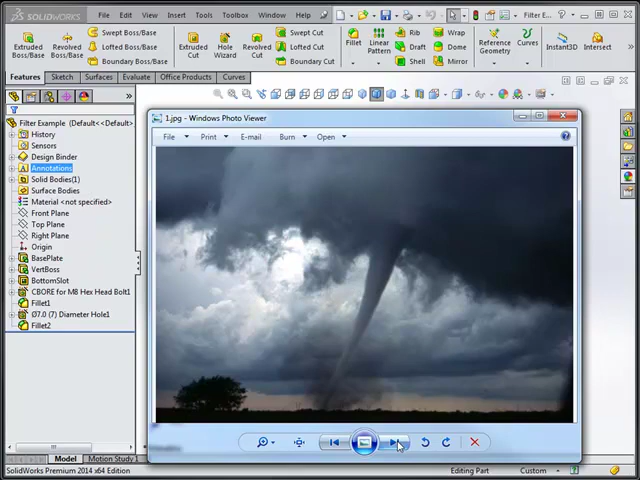 SOLIDWORKS File Edit View Insert Tools Toolbox Window Help Filter E...
Extruded Boss/Base
Revolved Boss/Base
Swept Boss/Base
Lofted Boss/Base
Boundary Boss/Base
Extruded Cut
Hole Wizard
Revolved Cut
Swept Cut
Lofted Cut
Boundary Cut
Fillet
Linear Pattern
Rib
Draft
Shell
Wrap
Dome
Mirror
Reference Geometry
Curves
Instant3D
Intersect
Features Sketch Surfaces Evaluate Office Products Curves
Filter Example (Default<<Default>
History
Sensors
Design Binder
Annotations
Solid Bodies(1)
Surface Bodies
Material <not specified>
Front Plane
Top Plane
Right Plane
Origin
BasePlate
VertBoss
BottomSlot
CBORE for M8 Hex Head Bolt1
Fillet1
Ø7.0 (7) Diameter Hole1
Fillet2
1.jpg - Windows Photo Viewer
File Print E-mail Burn Open
Model Motion Study 1
SolidWorks Premium 2014 x64 Edition Editing Part Custom